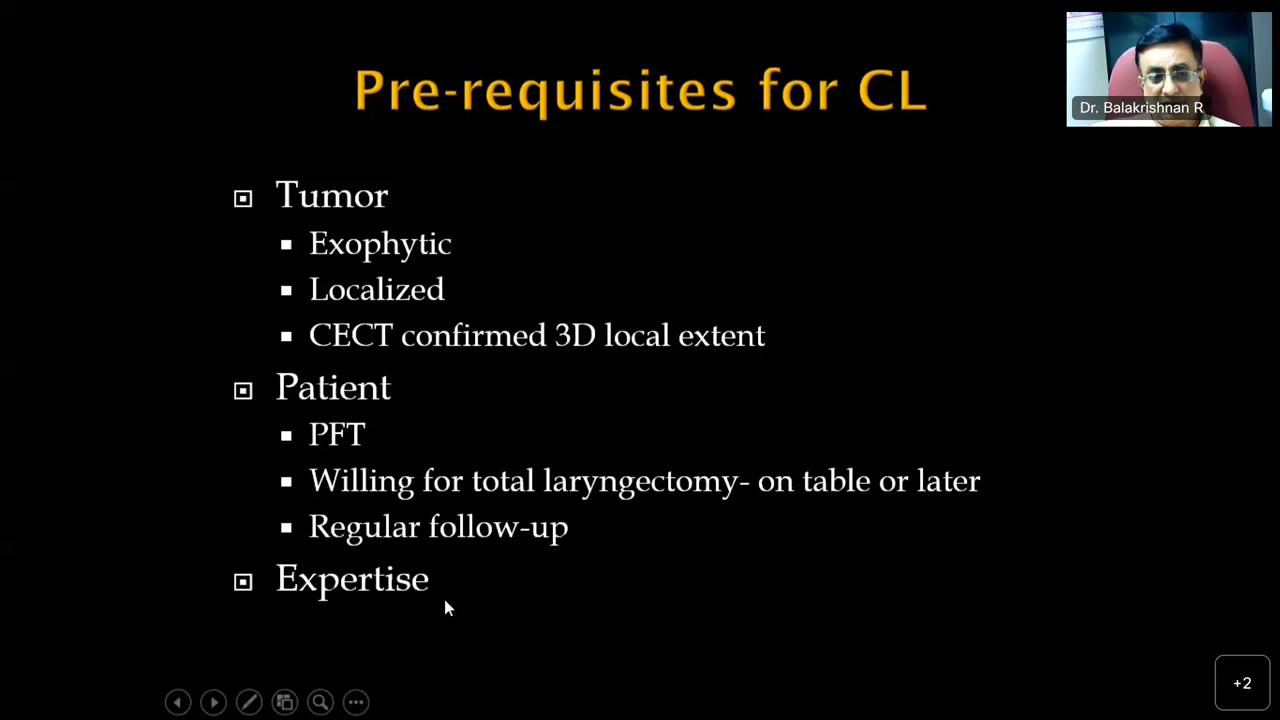 Pre-requisites for CL
Dr. Balakrishnan R
Tumor
Exophytic
Localized
CECT confirmed 3D local extent
Patient
PFT
Willing for total laryngectomy- on table or later
Regular follow-up
Expertise
+2